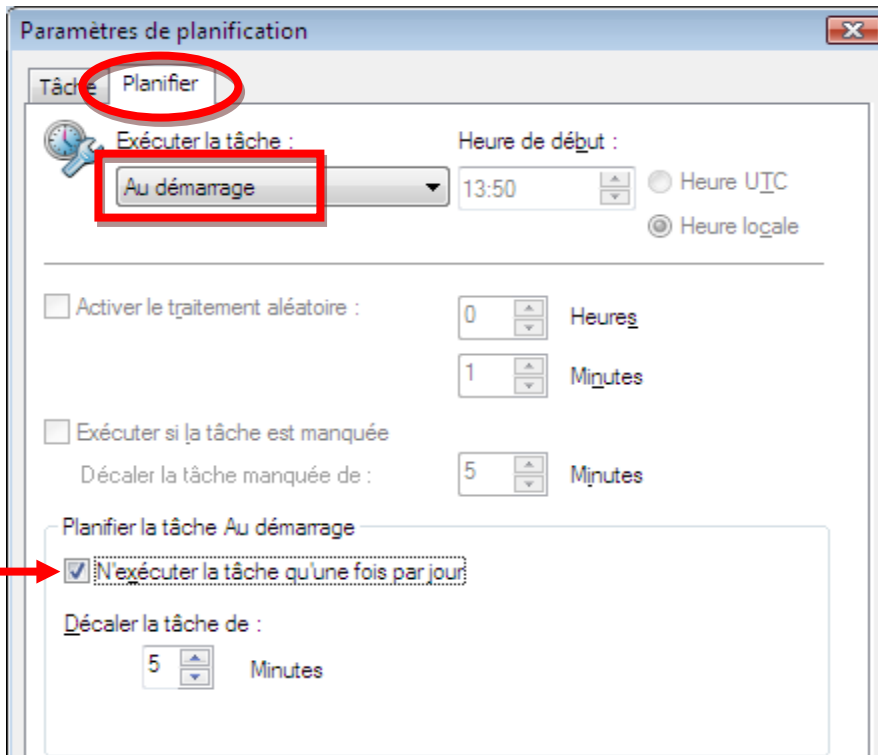 Paramètres de planification
Tâche Planifier
Exécuter la tâche : Heure de début :
Au démarrage 13:50 Heure UTC
Heure locale
Activer le traitement aléatoire : 0 Heures
1 Minutes
Exécuter si la tâche est manquée
Décaler la tâche manquée de : 5 Minutes
Planifier la tâche Au démarrage
N'exécuter la tâche qu'une fois par jour
Décaler la tâche de :
5 Minutes